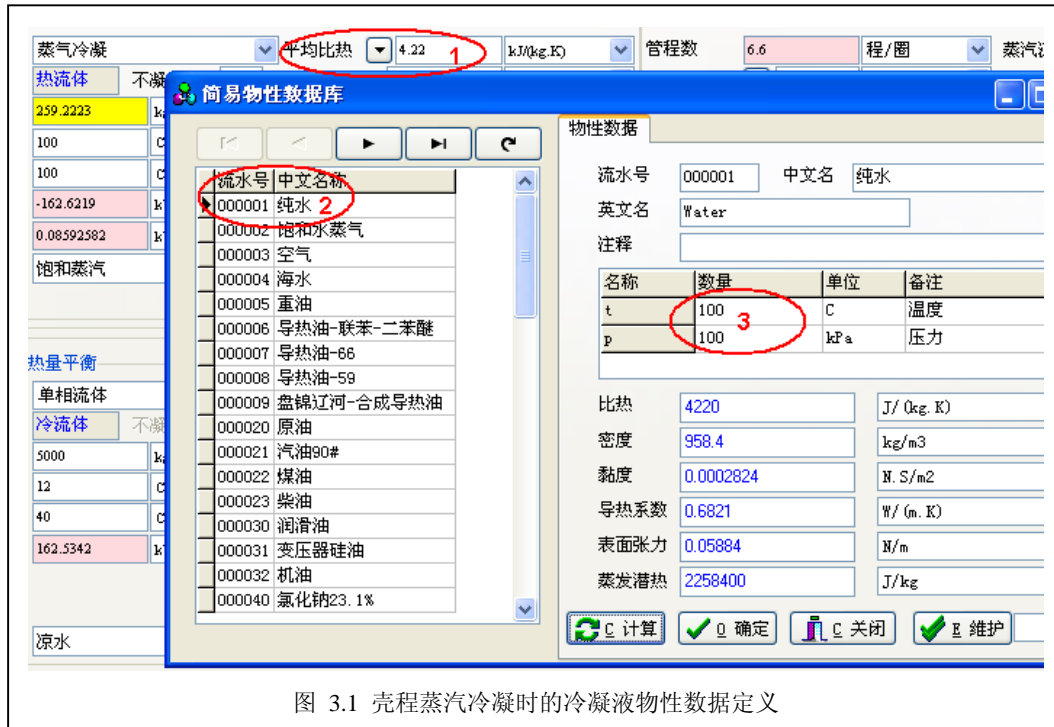 蒸气冷凝 平均比热 4.22 kJ/(kg.K) 管程数 6.6 程/圈
1
热流体
259.2223
100
100
-162.6219
0.08592582
饱和蒸汽
热量平衡
单相流体
冷流体
5000
12
40
162.5342
凉水
简易物性数据库
流水号 中文名称
000001 纯水 2
000002 饱和水蒸气
000003 空气
000004 海水
000005 重油
000006 导热油-联苯-二苯醚
000007 导热油-66
000008 导热油-59
000009 盘锦辽河-合成导热油
000020 原油
000021 汽油90#
000022 煤油
000023 柴油
000030 润滑油
000031 变压器硅油
000032 机油
000040 氯化钠23.1%
物性数据
流水号 000001 中文名 纯水
英文名 Water
注释
名称 数量 单位 备注
t 100 C 温度
3
p 100 kPa 压力
比热 4220 J/(kg.K)
密度 958.4 kg/m3
黏度 0.0002824 N.S/m2
导热系数 0.6821 W/(m.K)
表面张力 0.05884 N/m
蒸发潜热 2258400 J/kg
C 计算 O 确定 C 关闭 E 维护
图 3.1 壳程蒸汽冷凝时的冷凝液物性数据定义